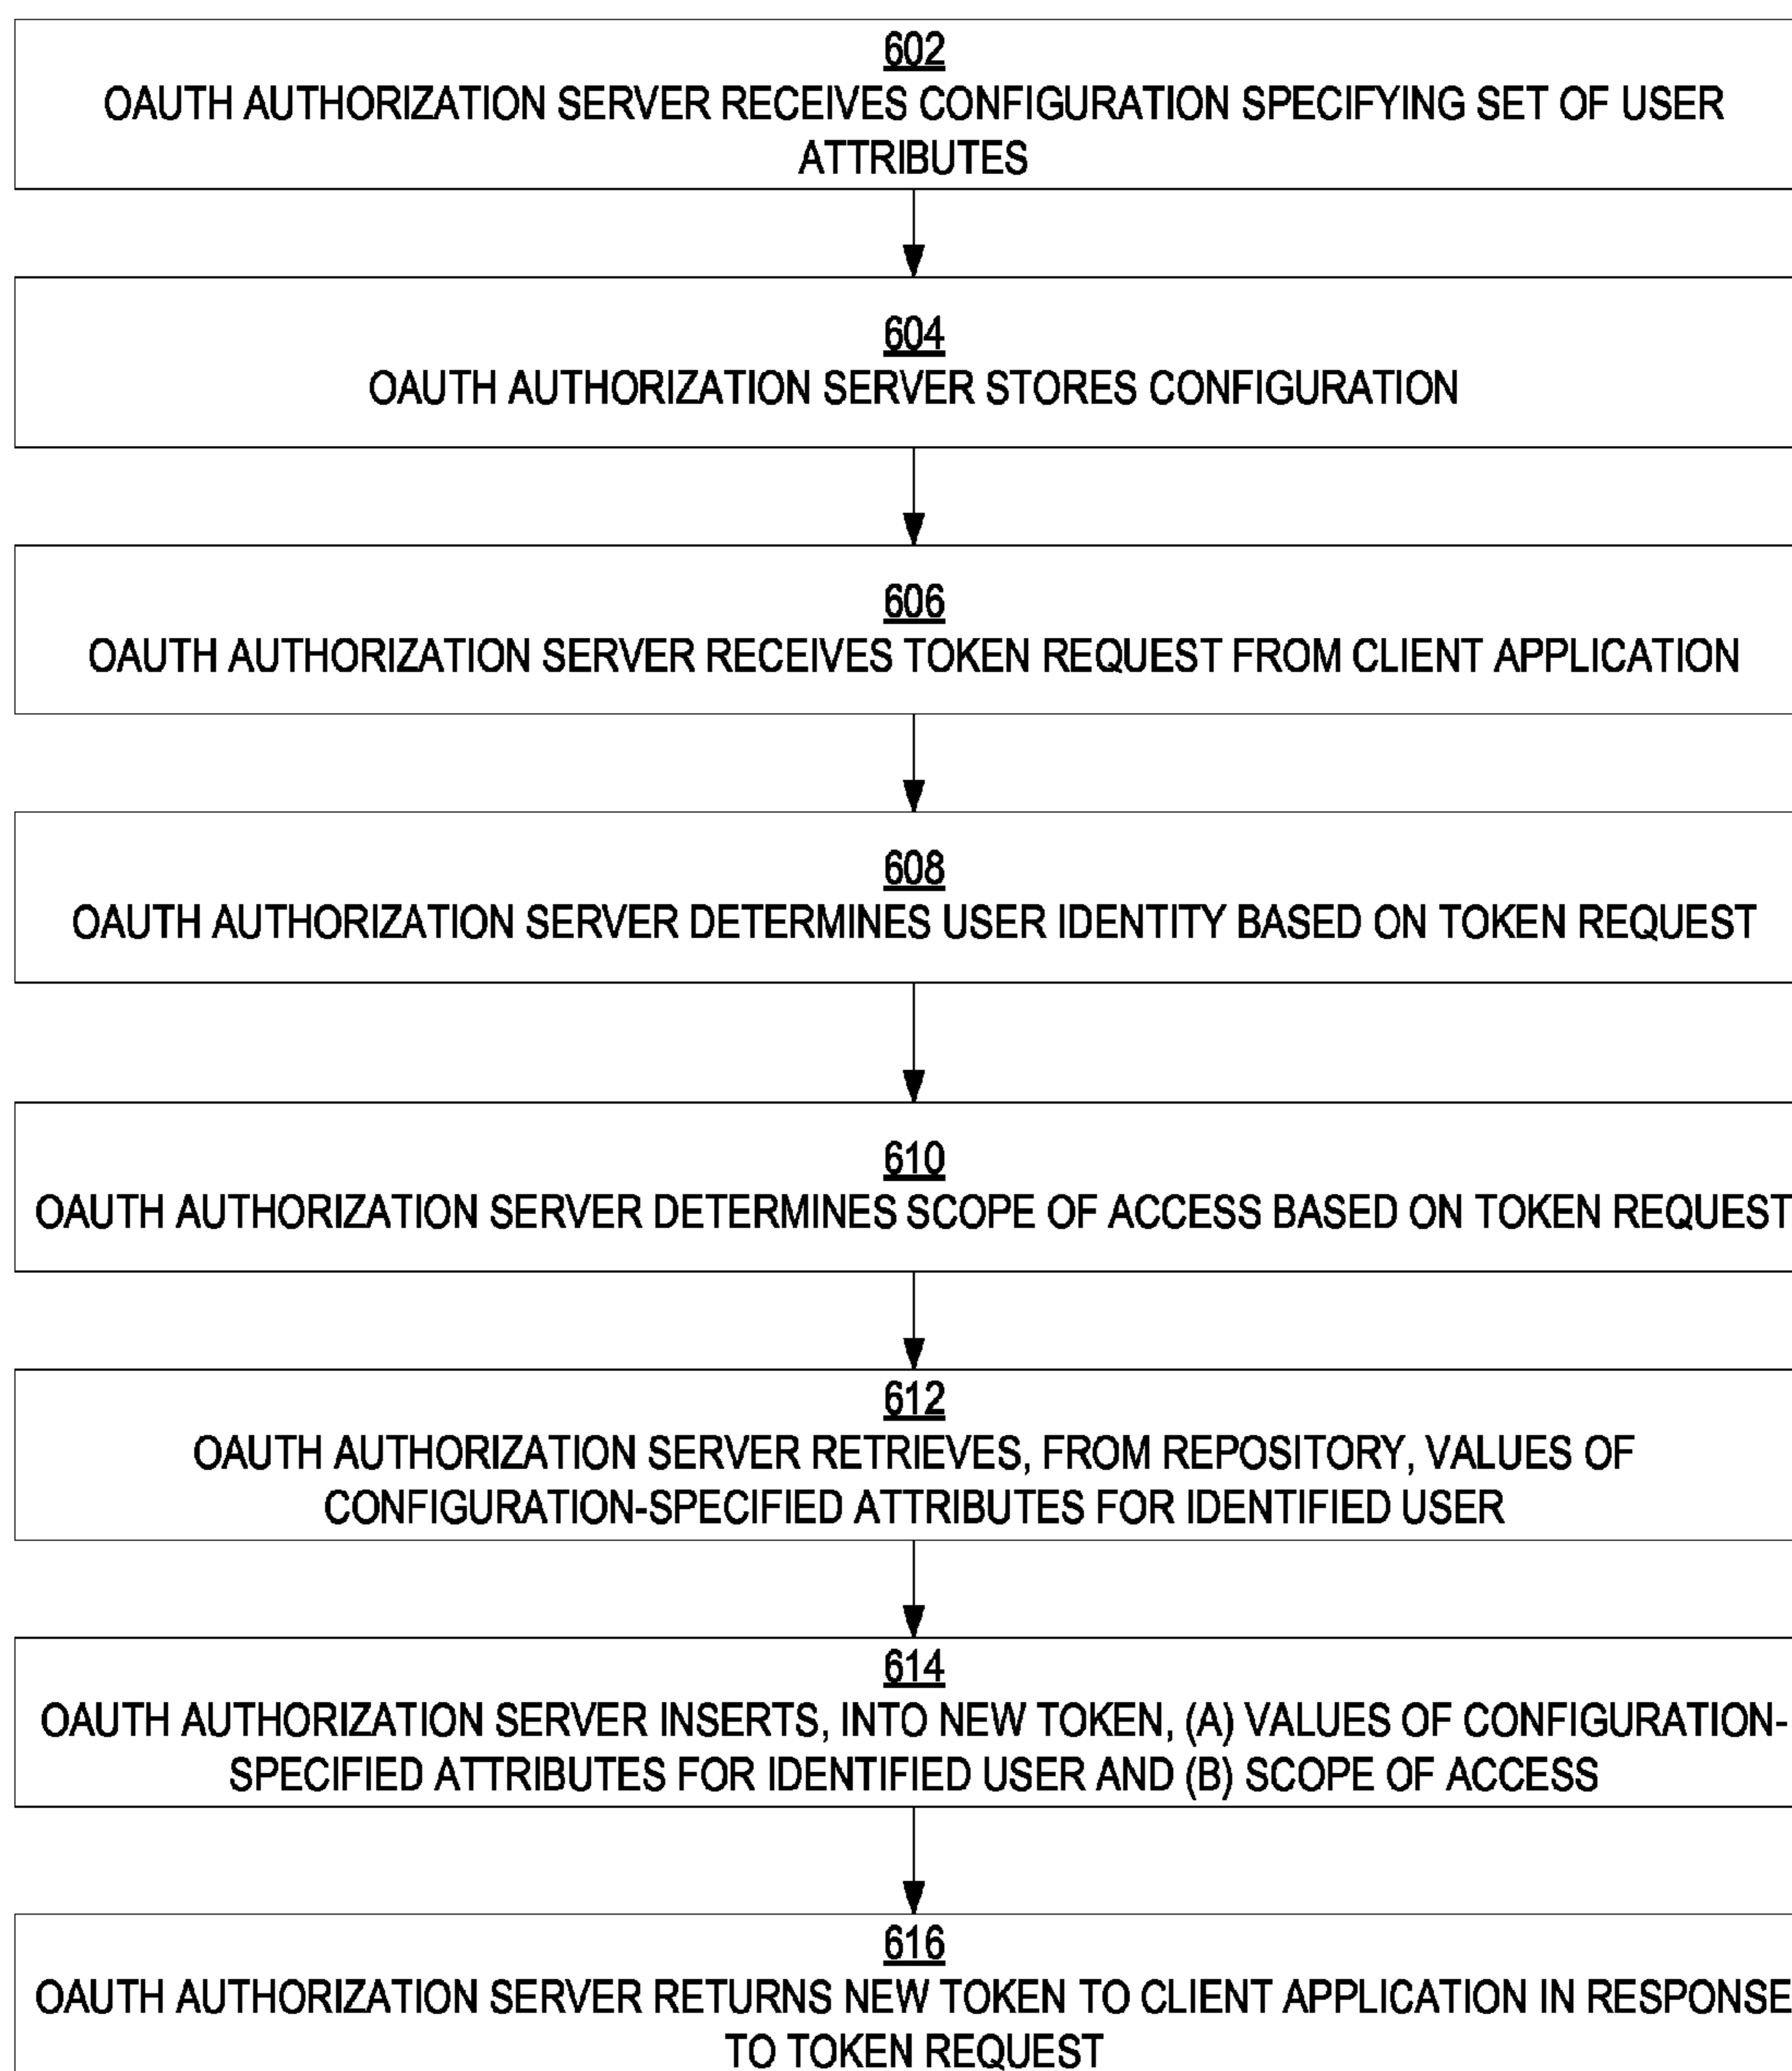 602
OAUTH AUTHORIZATION SERVER RECEIVES CONFIGURATION SPECIFYING SET OF USER
ATTRIBUTES
604
OAUTH AUTHORIZATION SERVER STORES CONFIGURATION
606
OAUTH AUTHORIZATION SERVER RECEIVES TOKEN REQUEST FROM CLIENT APPLICATION
608
OAUTH AUTHORIZATION SERVER DETERMINES USER IDENTITY BASED ON TOKEN REQUEST
610
OAUTH AUTHORIZATION SERVER DETERMINES SCOPE OF ACCESS BASED ON TOKEN REQUEST
612
OAUTH AUTHORIZATION SERVER RETRIEVES, FROM REPOSITORY, VALUES OF
CONFIGURATION-SPECIFIED ATTRIBUTES FOR IDENTIFIED USER
614
OAUTH AUTHORIZATION SERVER INSERTS, INTO NEW TOKEN, (A) VALUES OF CONFIGURATION-
SPECIFIED ATTRIBUTES FOR IDENTIFIED USER AND (B) SCOPE OF ACCESS
616
OAUTH AUTHORIZATION SERVER RETURNS NEW TOKEN TO CLIENT APPLICATION IN RESPONSE
TO TOKEN REQUEST